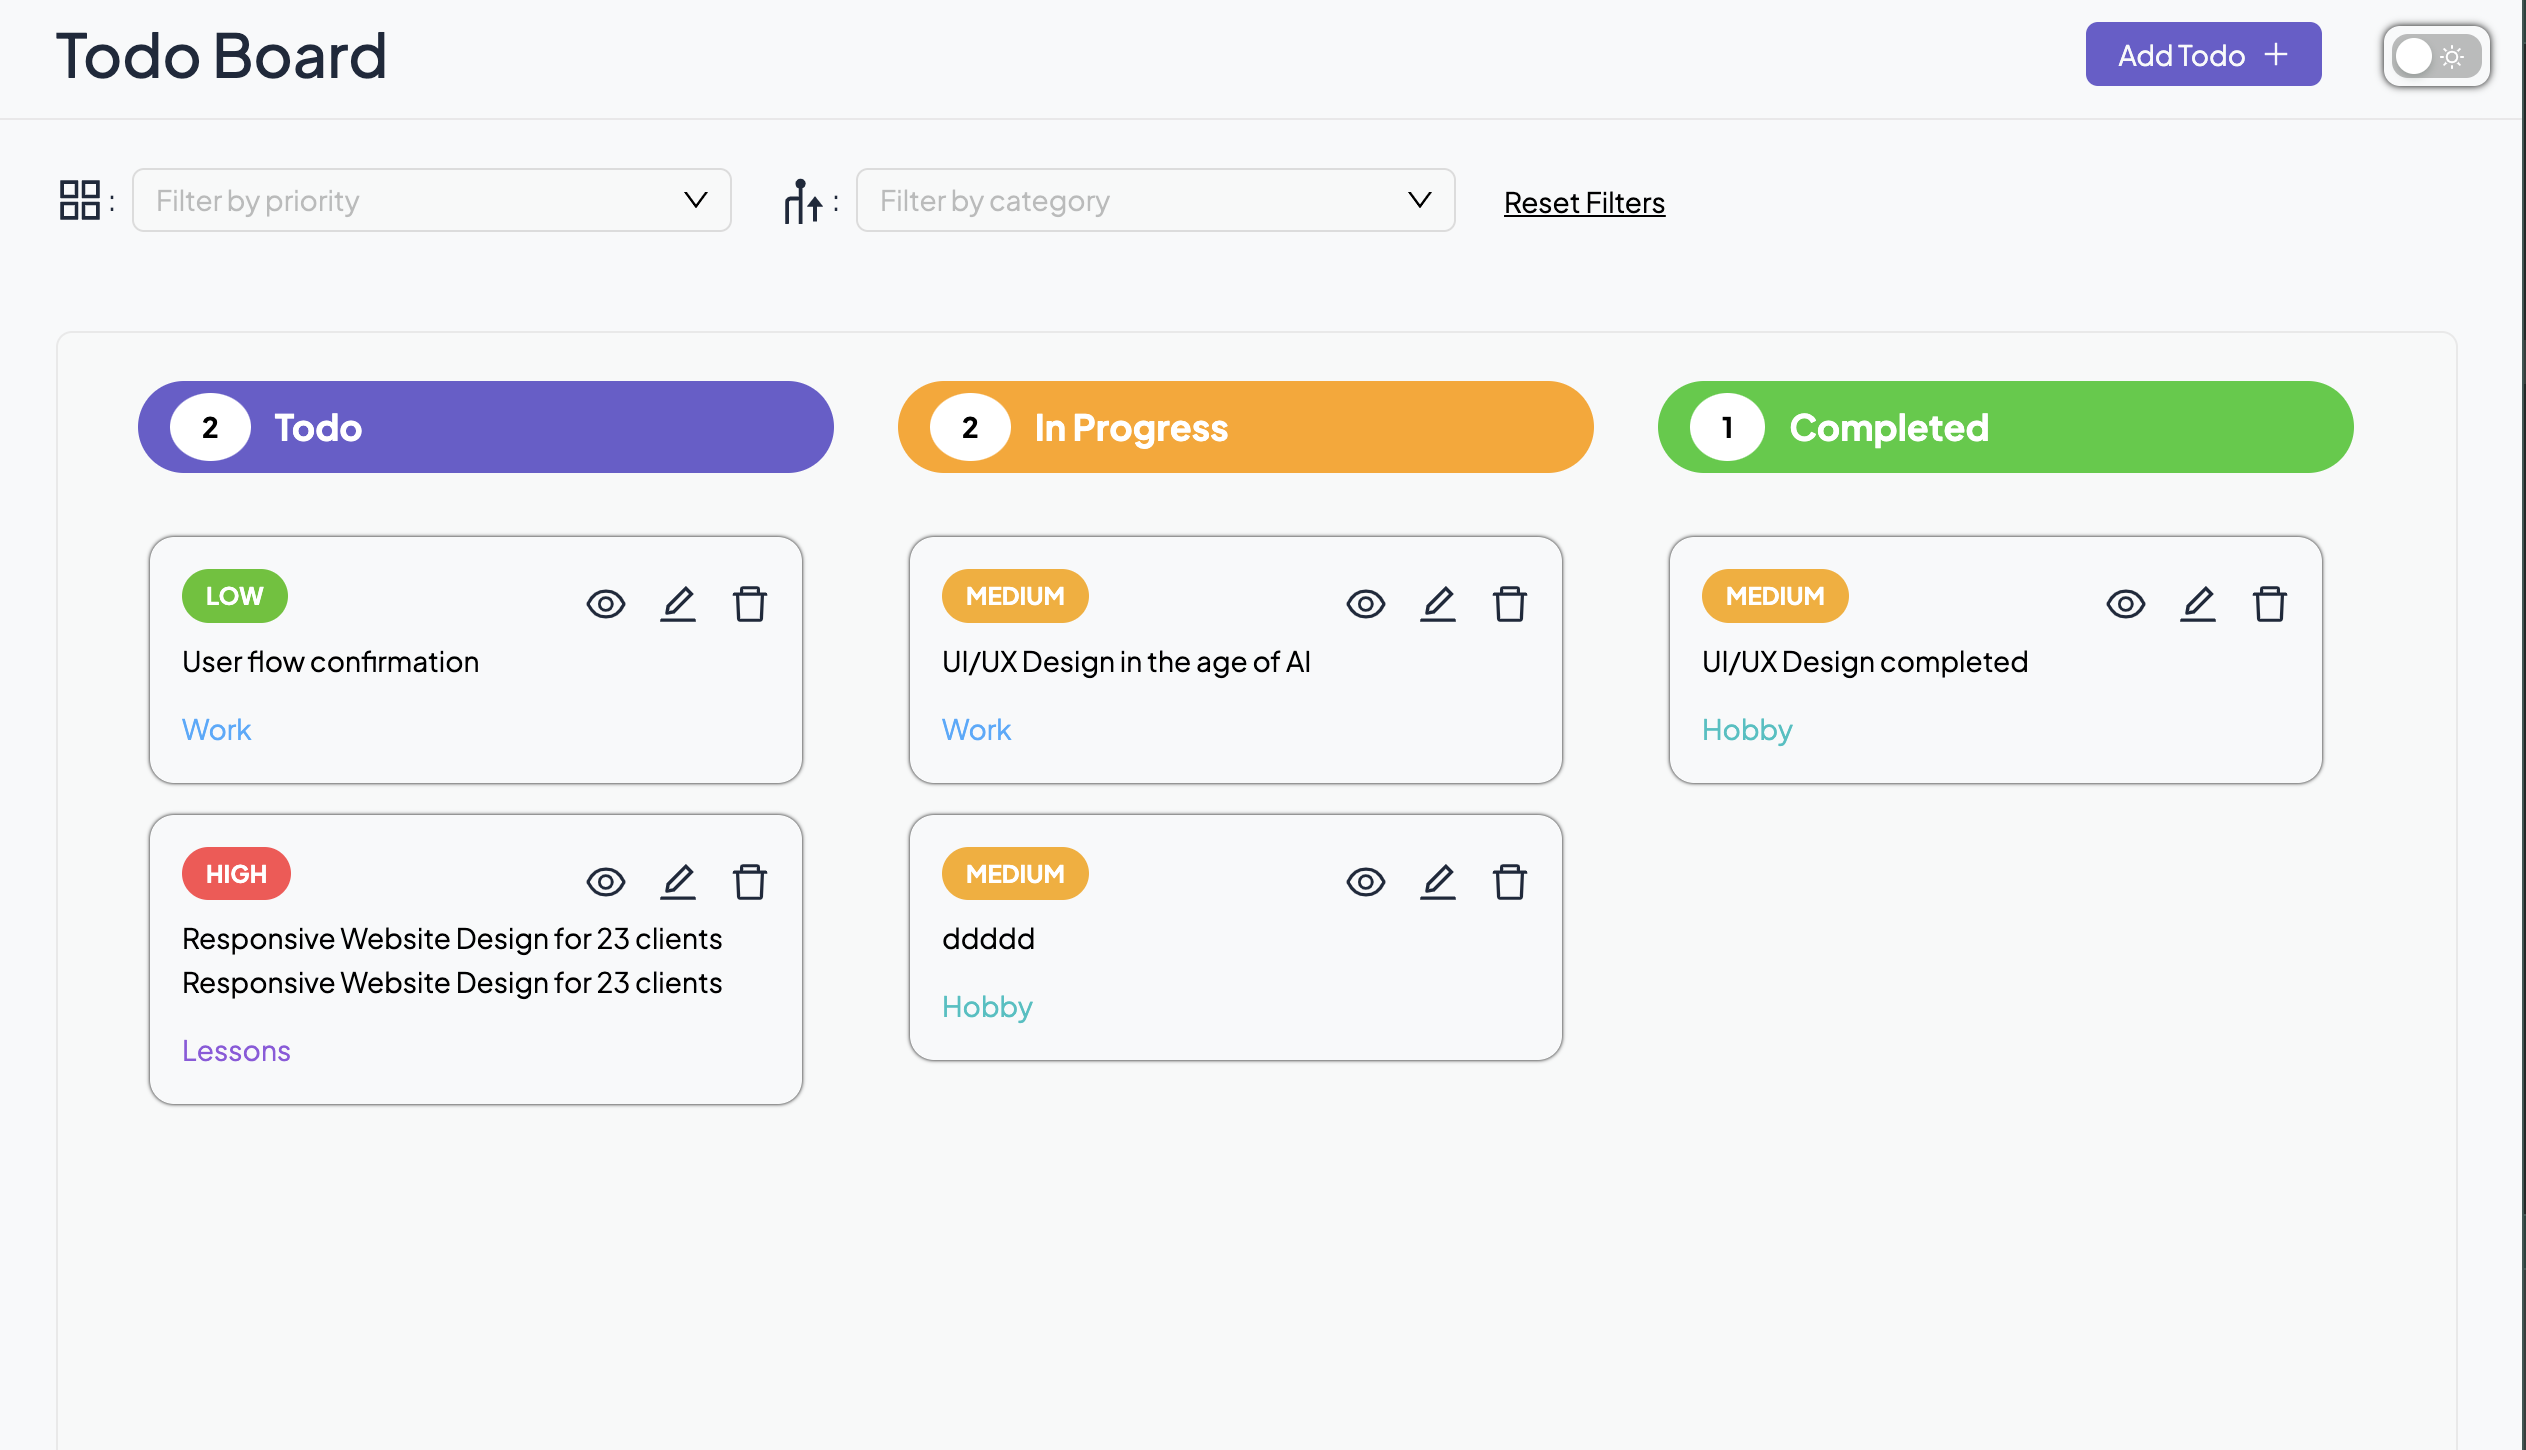 Todo Board
Add Todo +
: Filter by priority
: Filter by category
Reset Filters
2 Todo
LOW
User flow confirmation
Work
HIGH
Responsive Website Design for 23 clients
Responsive Website Design for 23 clients
Lessons
2 In Progress
MEDIUM
UI/UX Design in the age of AI
Work
MEDIUM
ddddd
Hobby
1 Completed
MEDIUM
UI/UX Design completed
Hobby